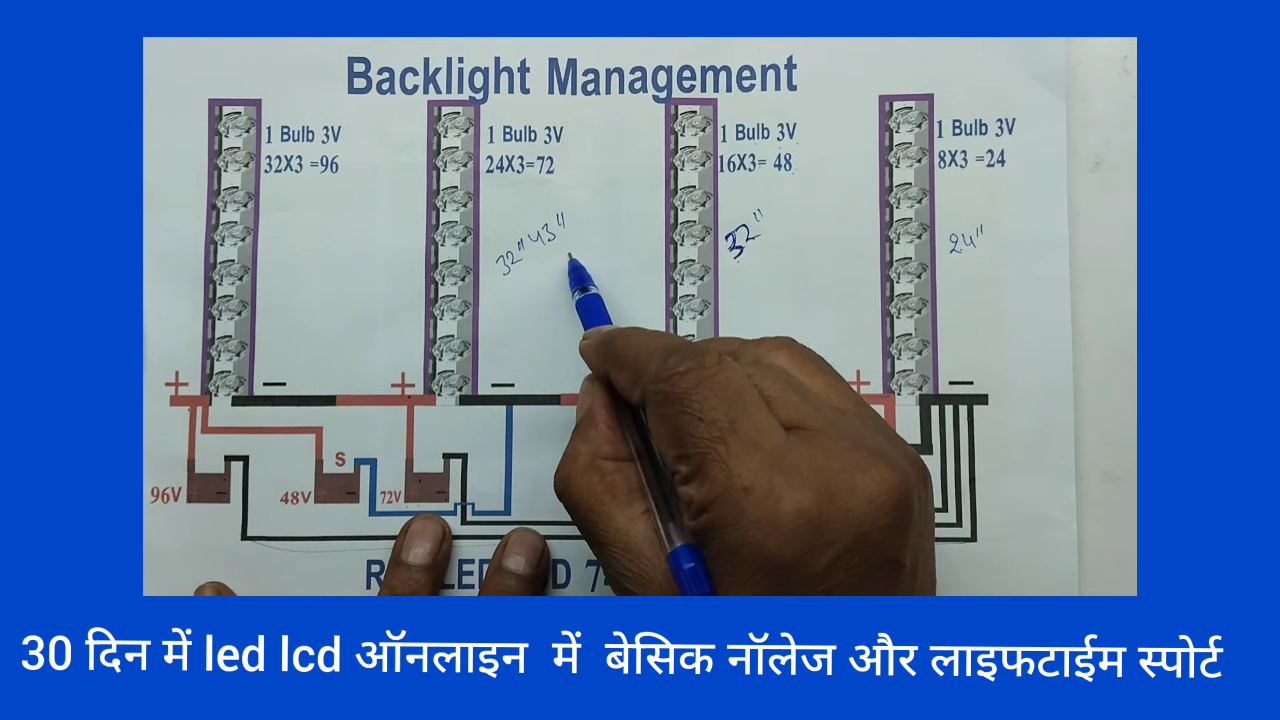 Backlight Management
1 Bulb 3V
32X3 =96
1 Bulb 3V
24X3=72
1 Bulb 3V
16X3= 48
1 Bulb 3V
8X3 =24
32" 43"
32"
24"
+ −
+ −
+ −
S
96V
48V
72V
30 दिन में led lcd ऑनलाइन में बेसिक नॉलेज और लाइफटाईम स्पोर्ट